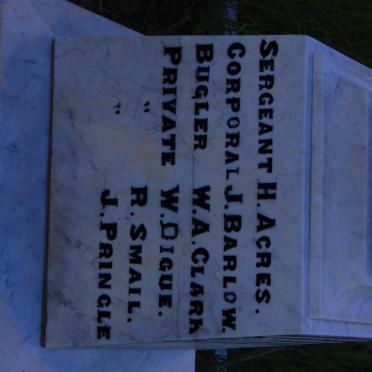 SERGEANT H. ACRES.
CORPORAL J. BARLOW.
BUGLER W.A. CLARK
PRIVATE W. DIGUE.
" R. SMAIL.
" J. PRINGLE